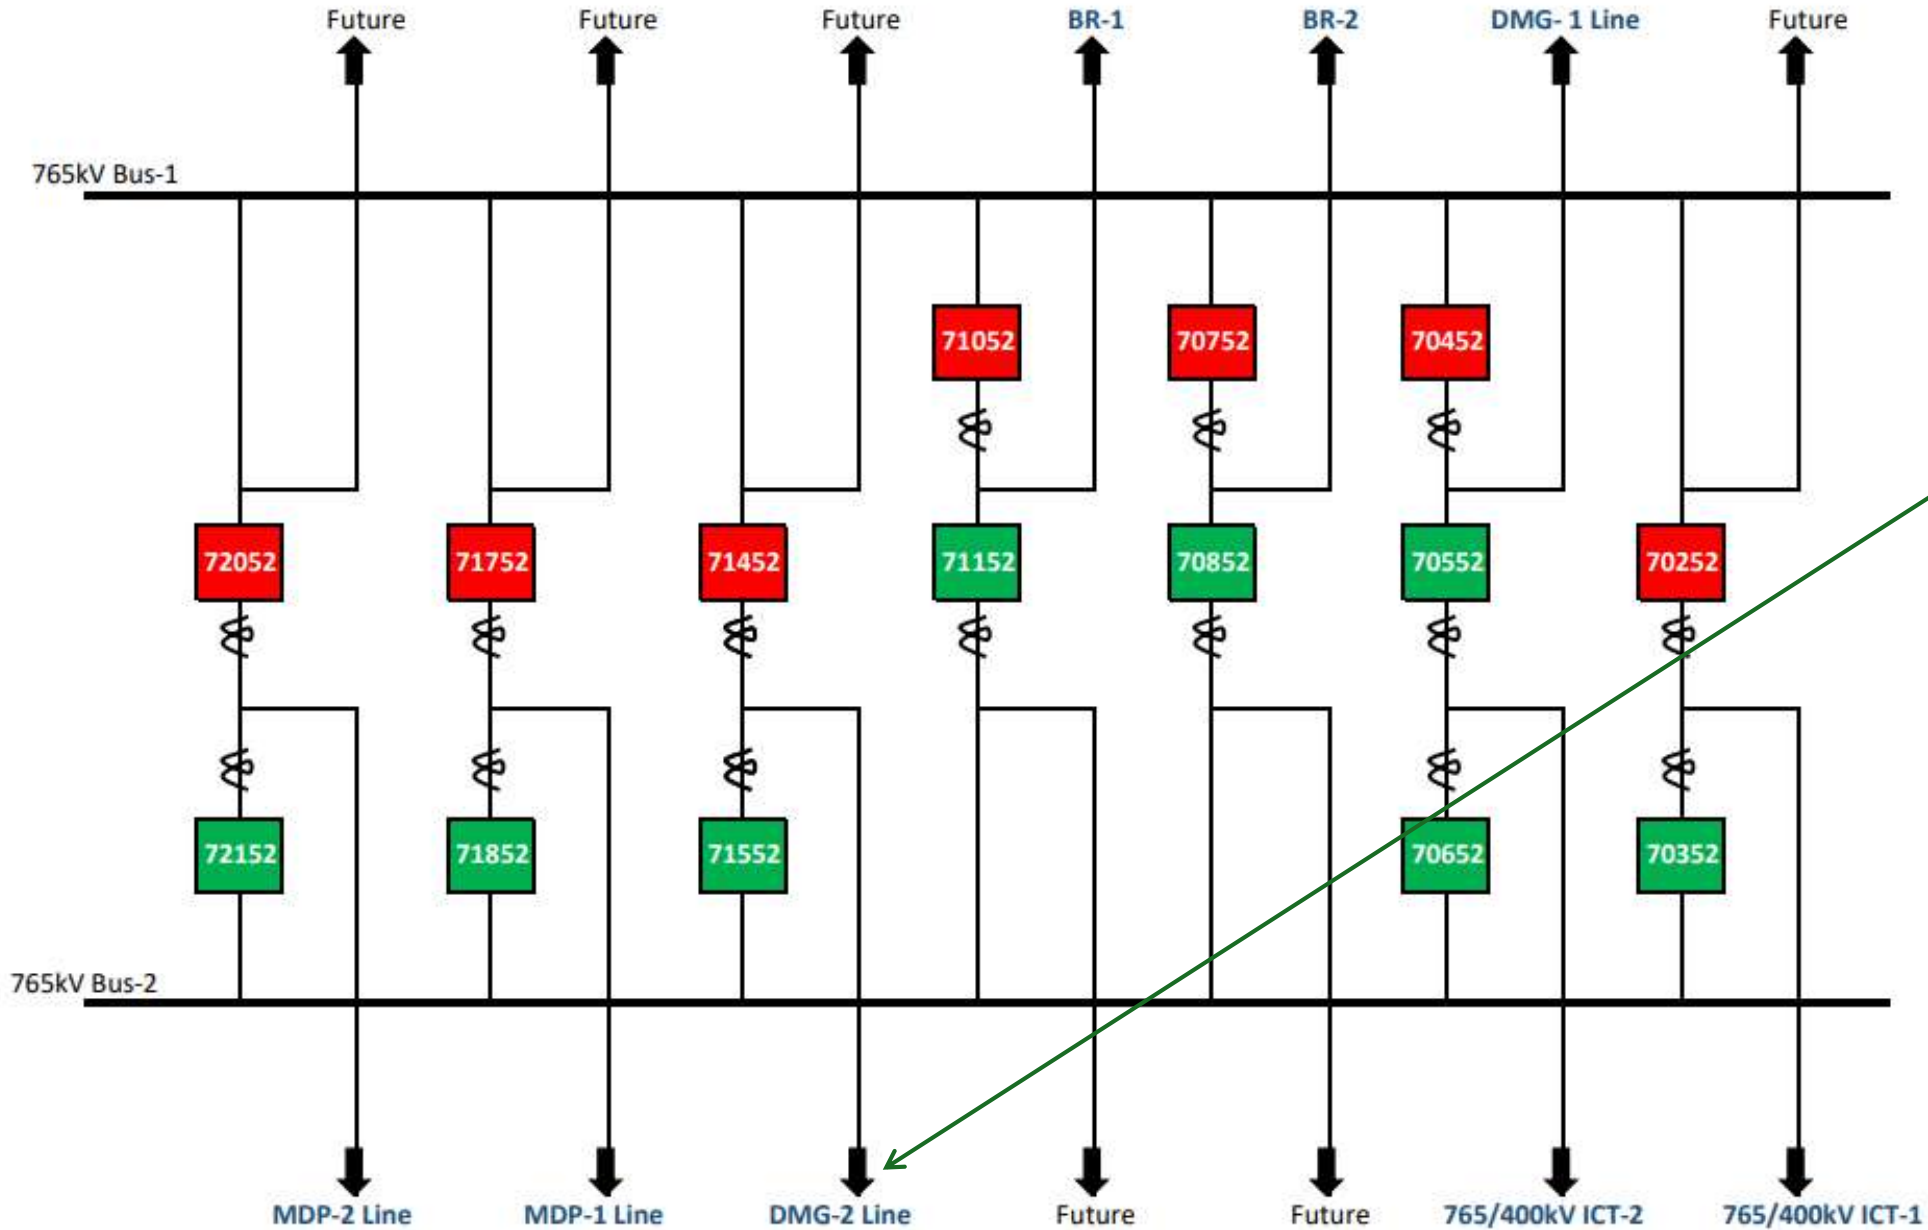 Future Future Future BR-1 BR-2 DMG- 1 Line Future
765kV Bus-1
71052 70752 70452
72052 71752 71452 71152 70852 70552 70252
72152 71852 71552 70652 70352
765kV Bus-2
MDP-2 Line MDP-1 Line DMG-2 Line Future Future 765/400kV ICT-2 765/400kV ICT-1